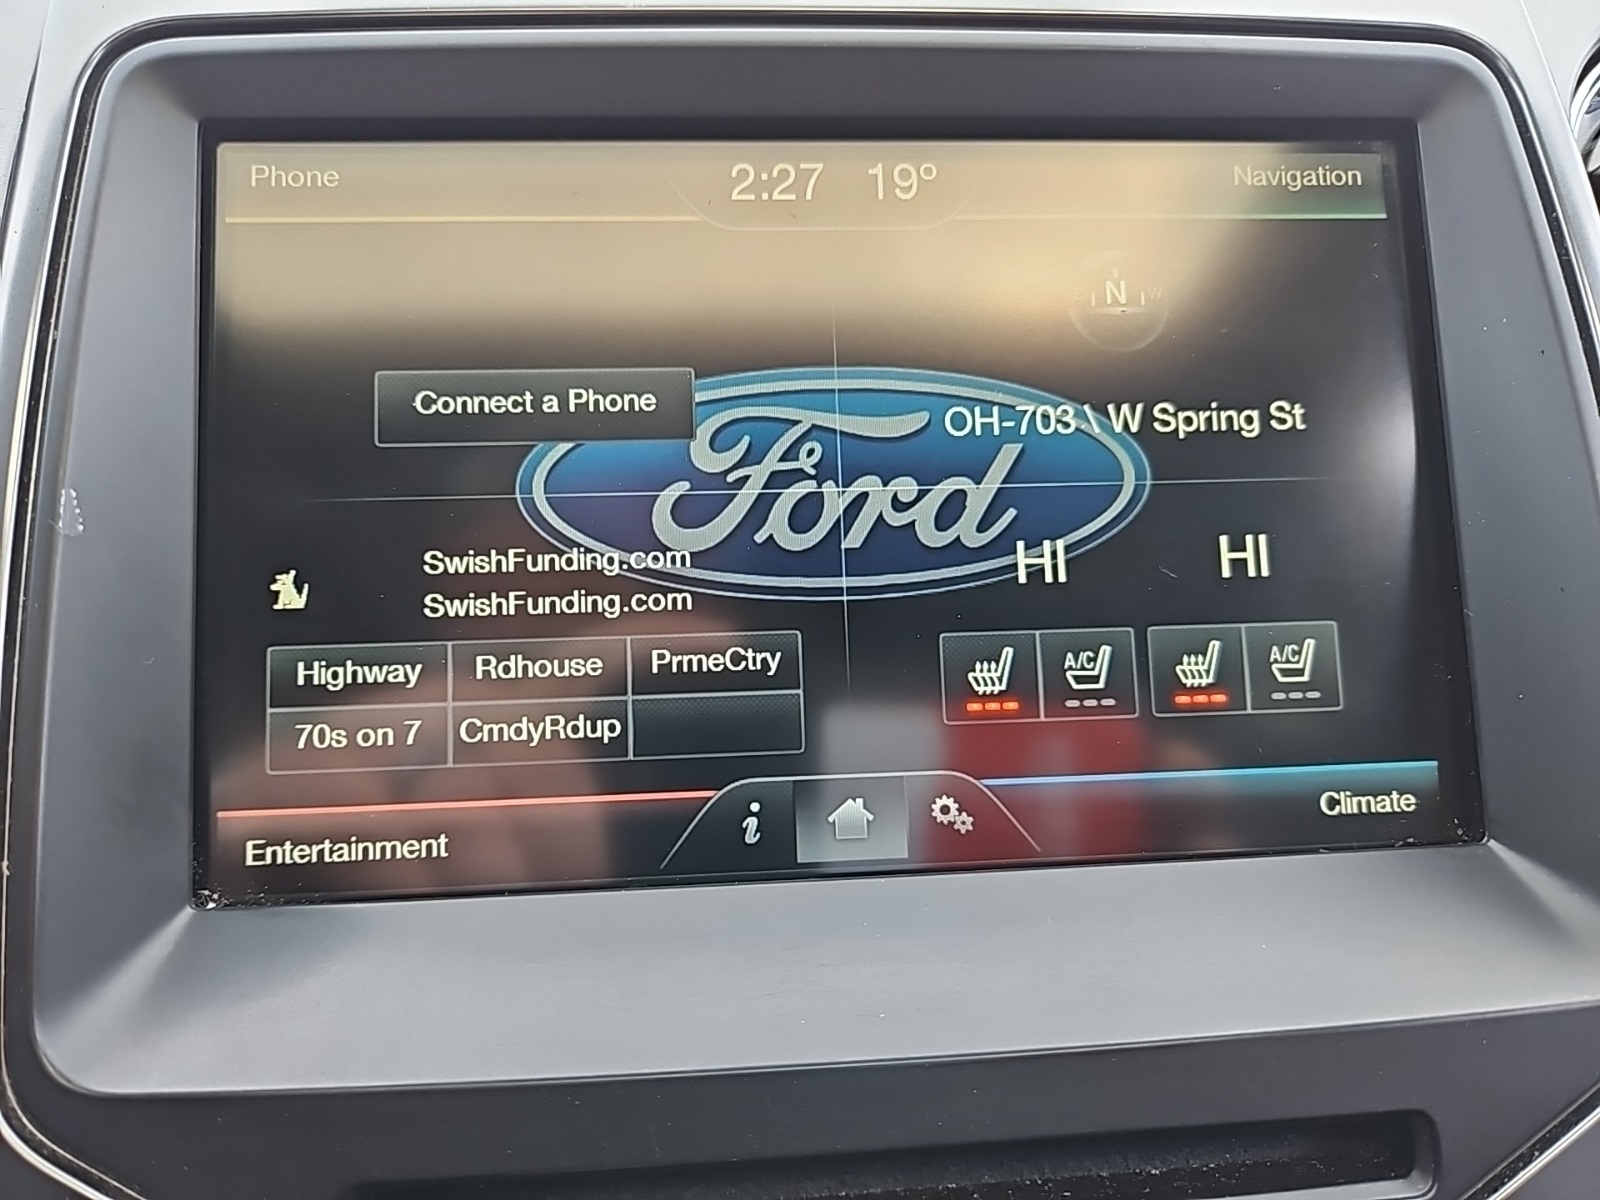 Phone
2:27 19°
Navigation
E N W
Connect a Phone
Ford
OH-703 \ W Spring St
SwishFunding.com
SwishFunding.com
HI HI
Highway Rdhouse PrmeCtry
70s on 7 CmdyRdup
A/C A/C
i
Entertainment
Climate